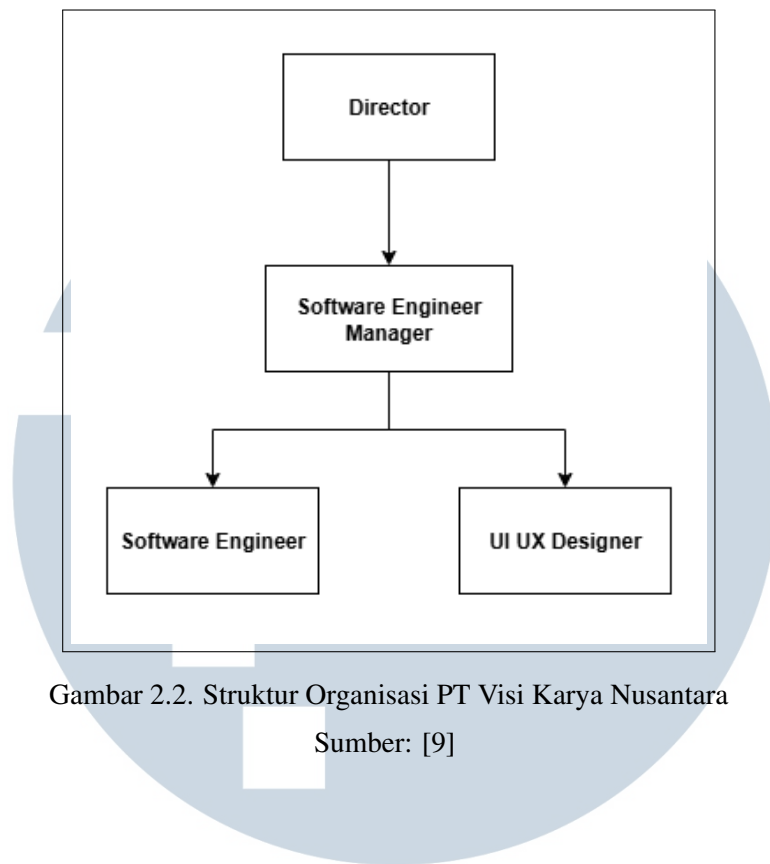 Director
Software Engineer
Manager
Software Engineer
UI UX Designer
Gambar 2.2. Struktur Organisasi PT Visi Karya Nusantara
Sumber: [9]